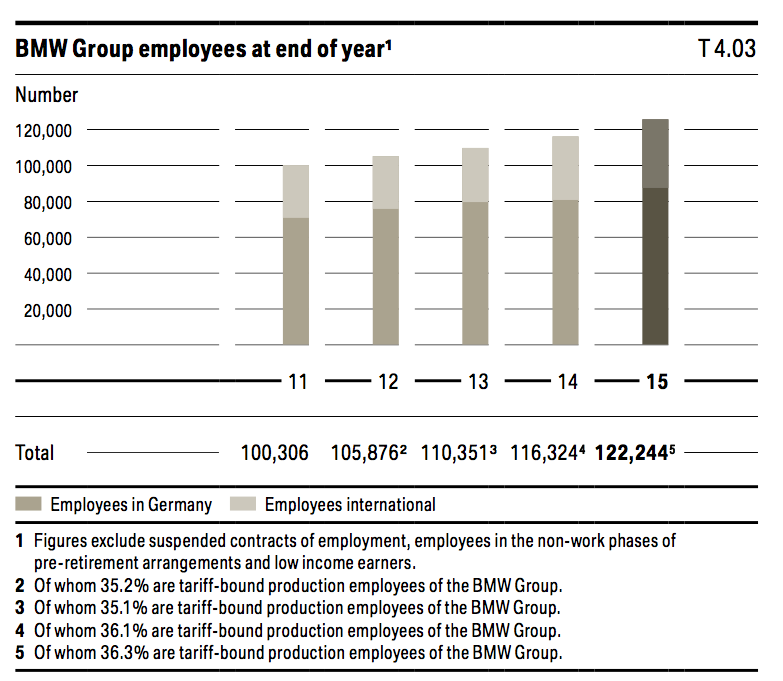 BMW Group employees at end of year¹ T 4.03
Number
120,000
100,000
80,000
60,000
40,000
20,000
11 12 13 14 15
Total 100,306 105,876² 110,351³ 116,324⁴ 122,244⁵
Employees in Germany Employees international
1 Figures exclude suspended contracts of employment, employees in the non-work phases of
pre-retirement arrangements and low income earners.
2 Of whom 35.2% are tariff-bound production employees of the BMW Group.
3 Of whom 35.1% are tariff-bound production employees of the BMW Group.
4 Of whom 36.1% are tariff-bound production employees of the BMW Group.
5 Of whom 36.3% are tariff-bound production employees of the BMW Group.